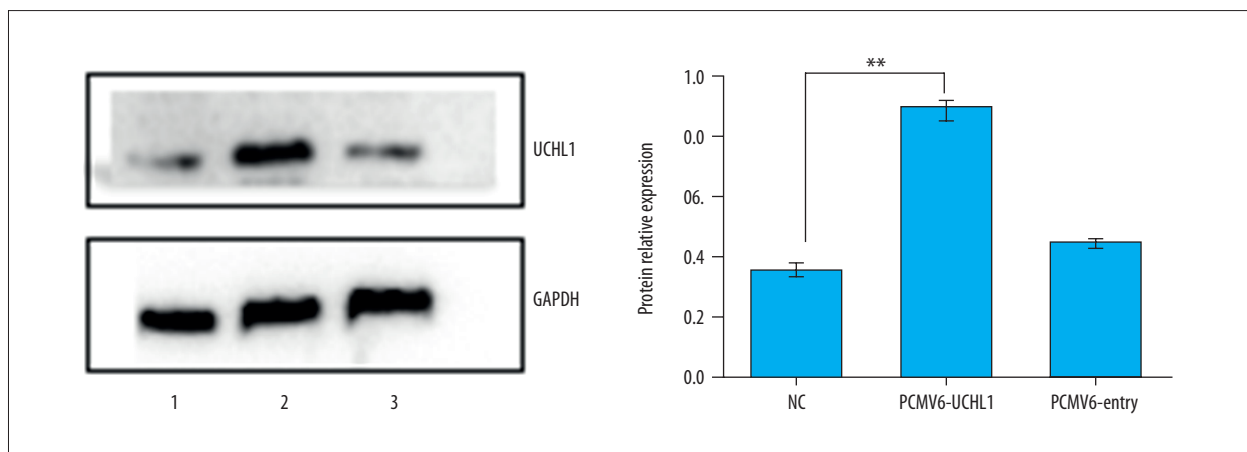 UCHL1
GAPDH
1 2 3
**
1.0
0.0
06.
0.4
0.2
0.0
Protein relative expression
NC PCMV6-UCHL1 PCMV6-entry